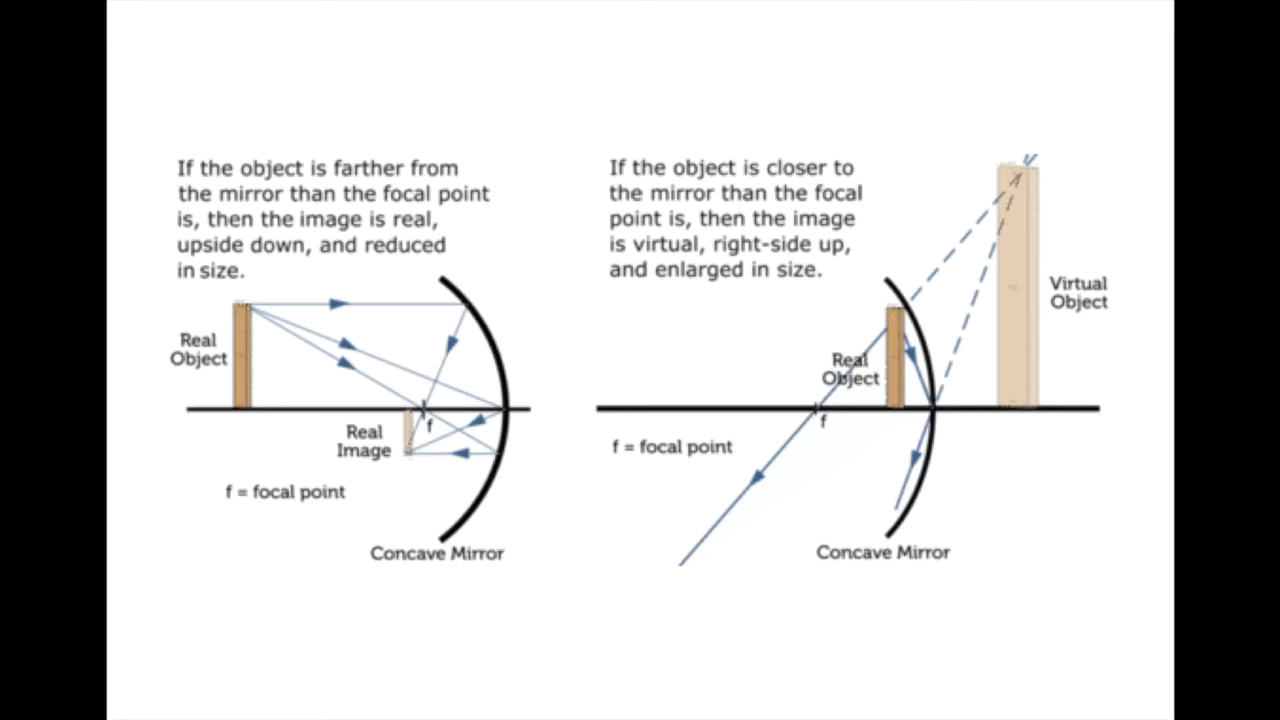 If the object is farther from
the mirror than the focal point
is, then the image is real,
upside down, and reduced
in size.
Real
Object
f
Real
Image
f = focal point
Concave Mirror
If the object is closer to
the mirror than the focal
point is, then the image
is virtual, right-side up,
and enlarged in size.
Virtual
Object
Real
Object
f
f = focal point
Concave Mirror